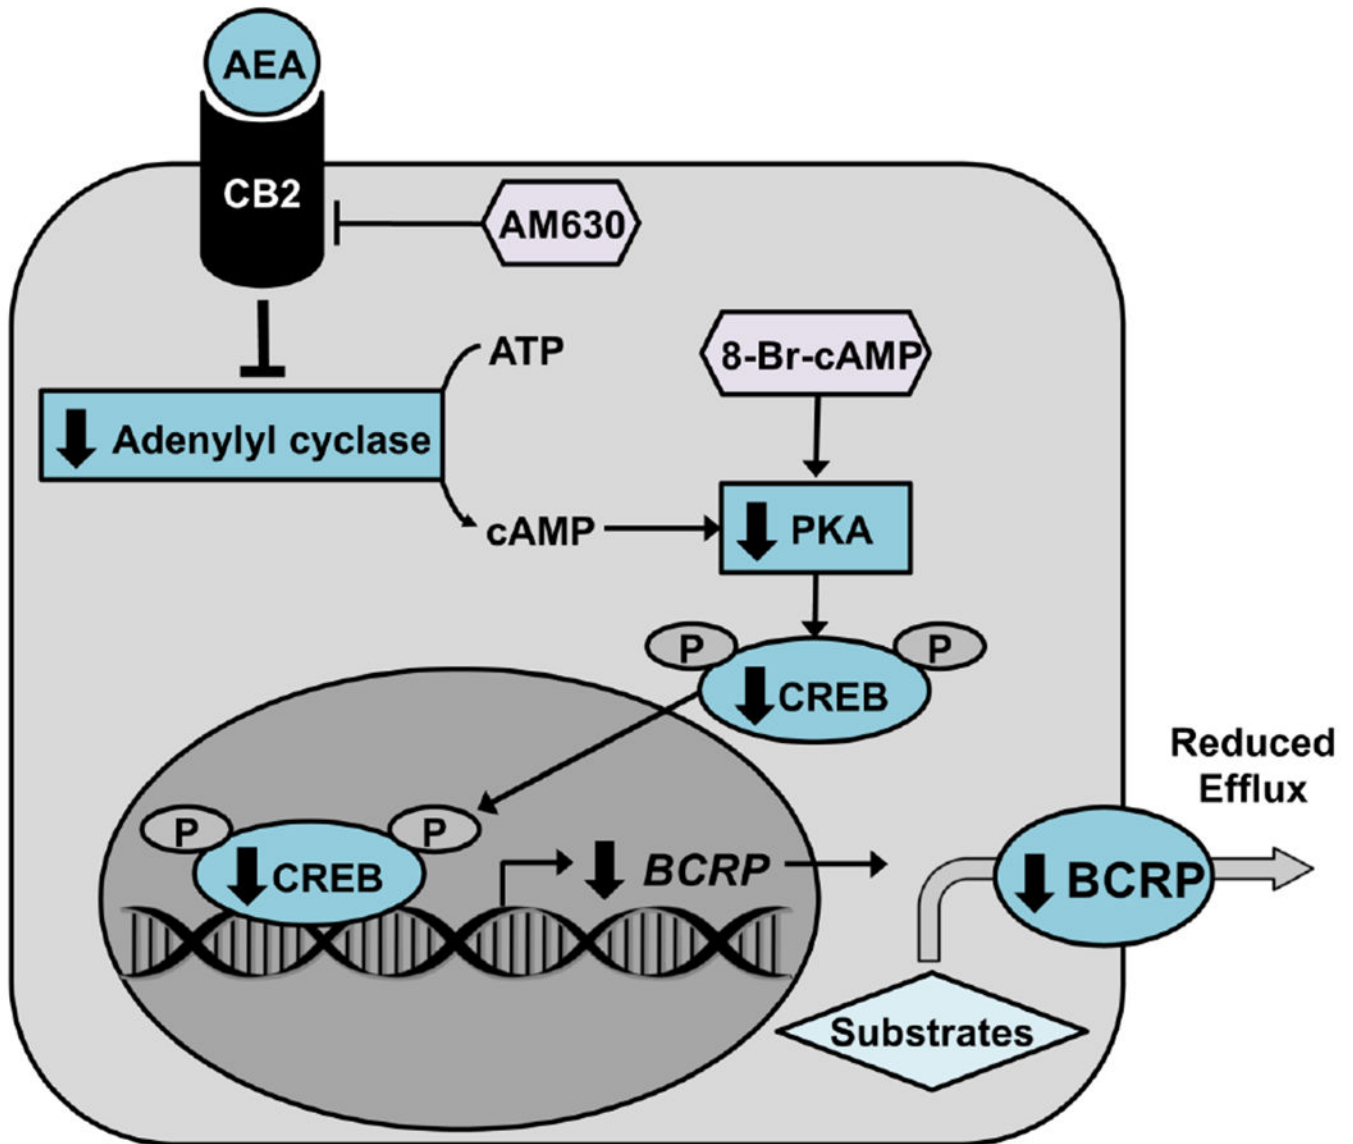 AEA
CB2
AM630
ATP
8-Br-cAMP
Adenylyl cyclase
cAMP
PKA
P
P
CREB
Reduced
Efflux
P
P
CREB
BCRP
BCRP
Substrates